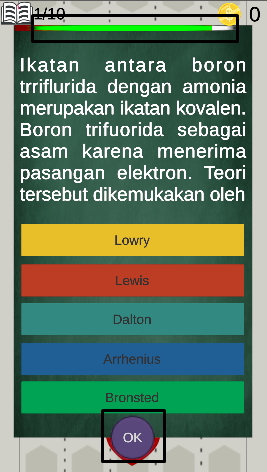 1/10
0
Ikatan antara boron
trriflurida dengan amonia
merupakan ikatan kovalen.
Boron trifuorida sebagai
asam karena menerima
pasangan elektron. Teori
tersebut dikemukakan oleh
Lowry
Lewis
Dalton
Arrhenius
Bronsted
OK